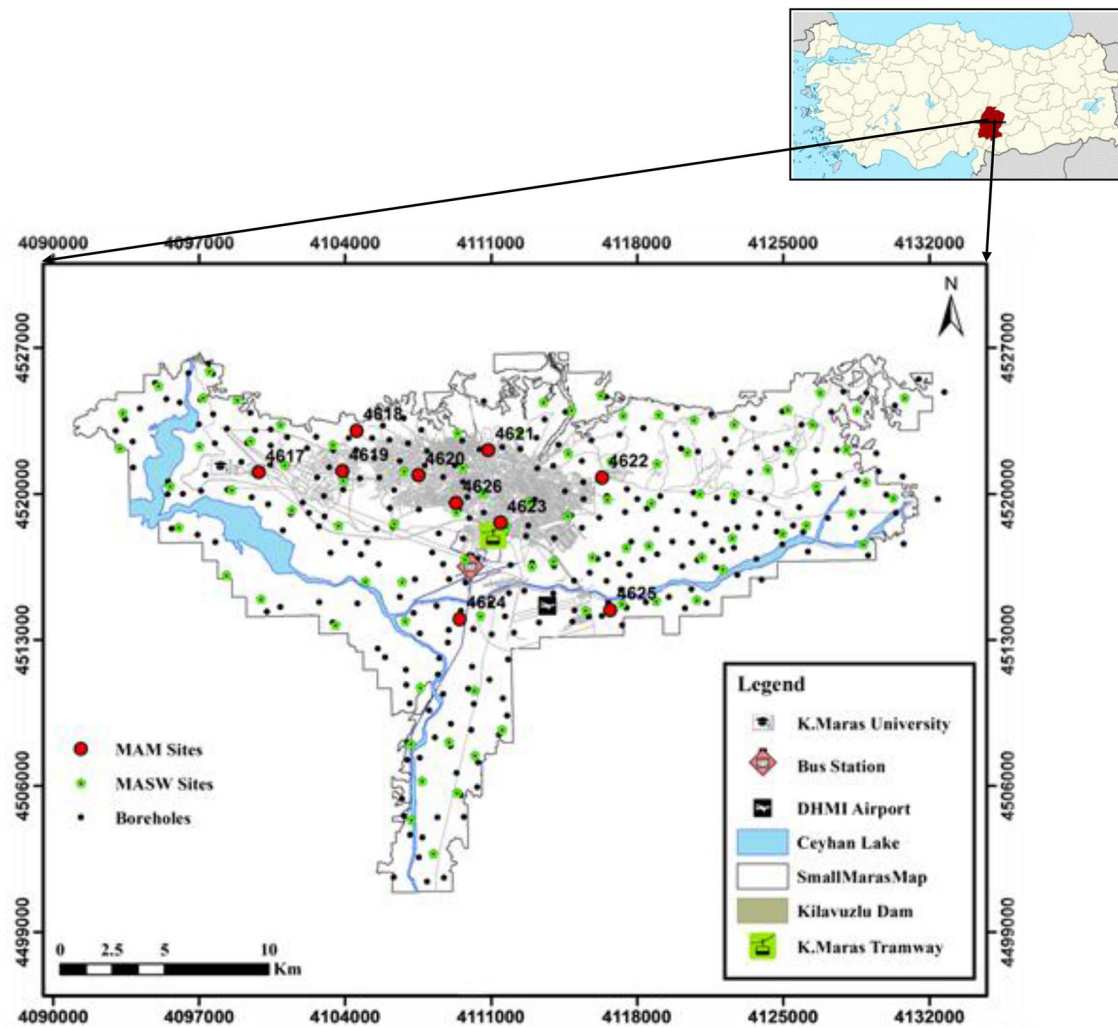 4090000 4097000 4104000 4111000 4118000 4125000 4132000
N
4527000 4527000
4618
4621
4617 4619 4620 4622
4520000 4520000
4626
4623
4624 4625
4513000 4513000
Legend
K.Maras University
MAM Sites
Bus Station
MASW Sites
4506000 4506000
Boreholes
DHMI Airport
Ceyhan Lake
SmallMarasMap
Kilavuzlu Dam
4499000 4499000
K.Maras Tramway
0 2.5 5 10
Km
4090000 4097000 4104000 4111000 4118000 4125000 4132000